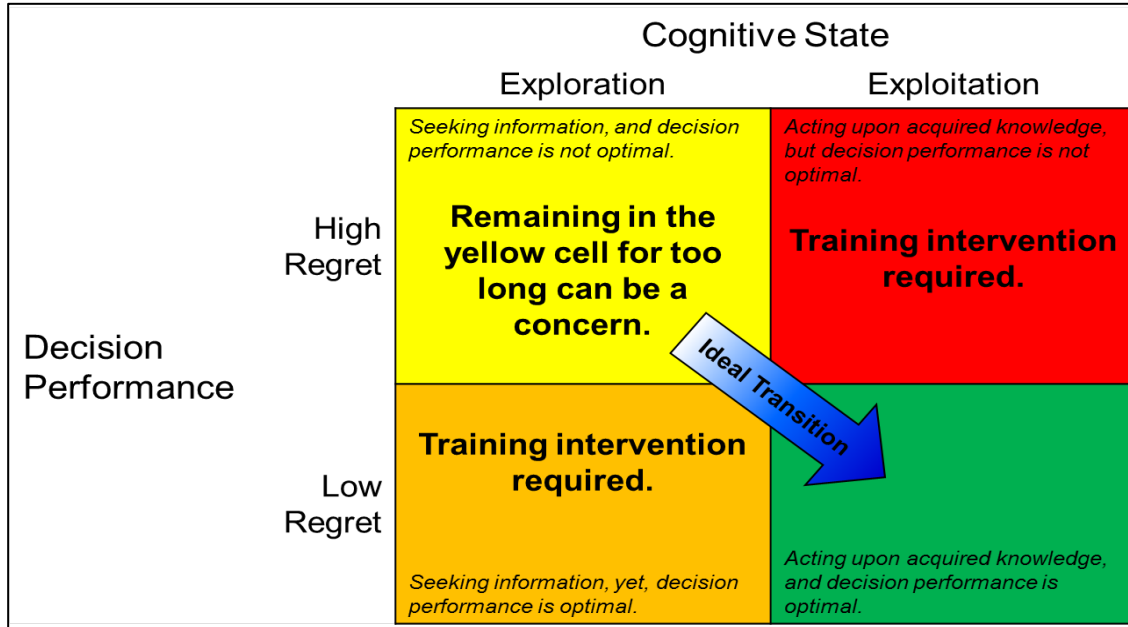 Cognitive State
Exploration
Exploitation
Seeking information, and decision
performance is not optimal.
Remaining in the
yellow cell for too
long can be a
concern.
Acting upon acquired knowledge,
but decision performance is not
optimal.
Training intervention
required.
High
Regret
Decision
Performance
Ideal Transition
Low
Regret
Training intervention
required.
Seeking information, yet, decision
performance is optimal.
Acting upon acquired knowledge,
and decision performance is
optimal.